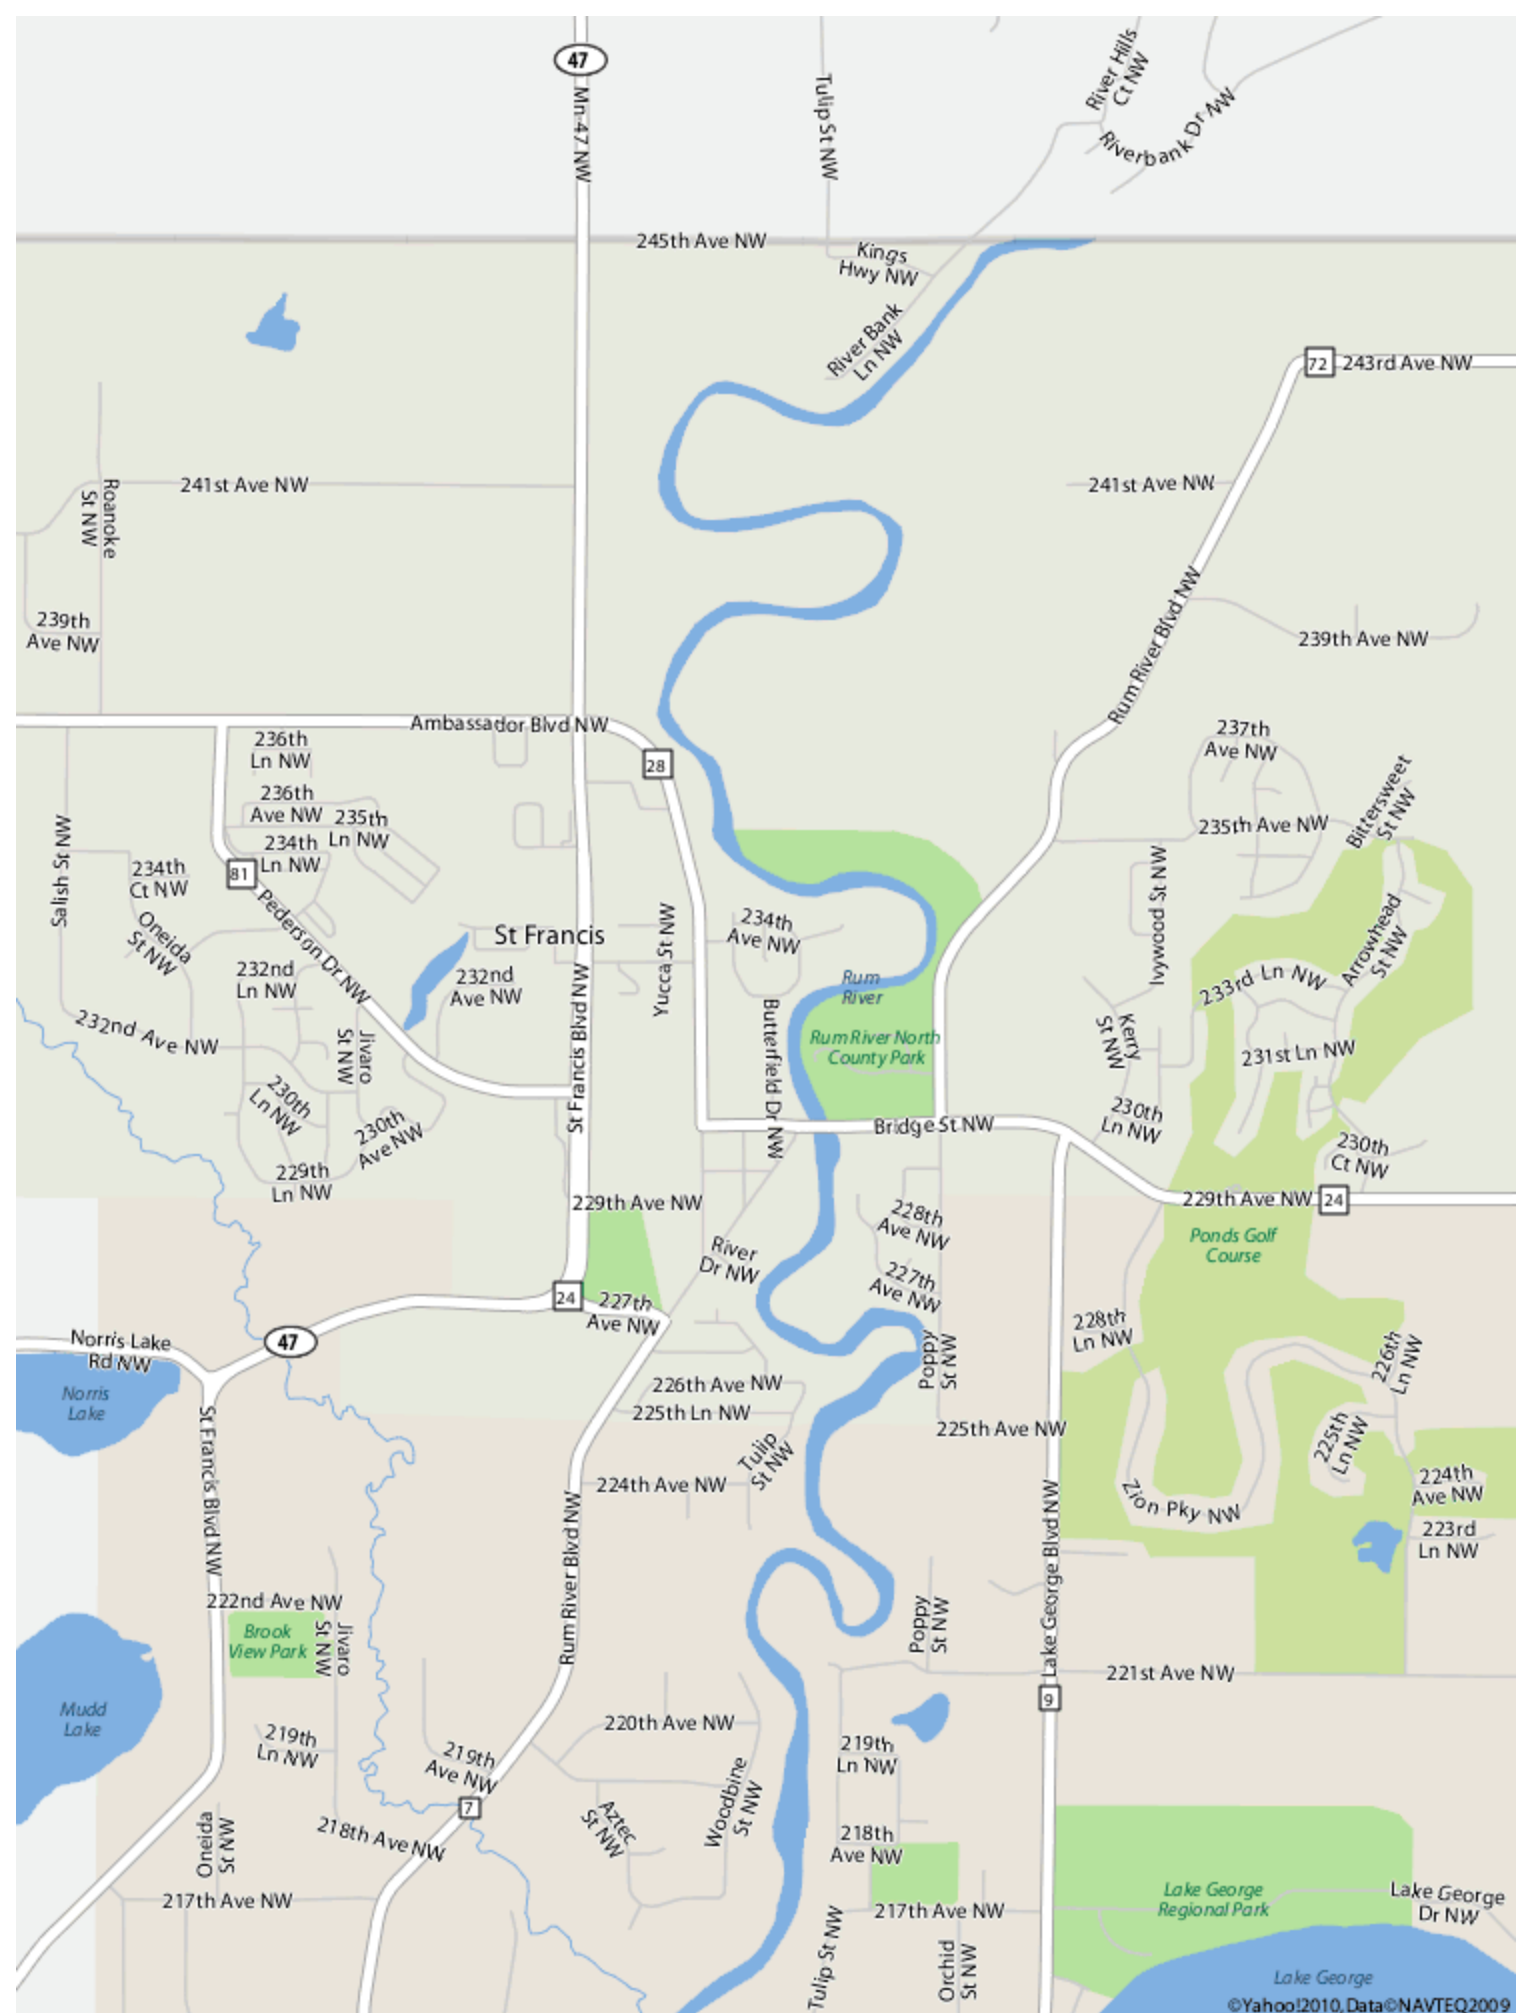 47
River Hills
Ct NW
Mn-47 NW
Tulip St NW
Riverbank Dr NW
245th Ave NW
Kings
Hwy NW
River Bank
Ln NW
72
243rd Ave NW
Roanoke
St NW
241st Ave NW
241st Ave NW
239th
Ave NW
Rum River Blvd NW
239th Ave NW
Ambassador Blvd NW
28
236th
Ln NW
237th
Ave NW
236th
Ave NW
235th
Ln NW
Bittersweet
St NW
235th Ave NW
234th
Ln NW
Salish St NW
234th
Ct NW
81
Pederson Dr NW
Oneida
St NW
St Francis
Yucca St NW
234th
Ave NW
Ivywood St NW
Arrowhead
St NW
232nd
Ln NW
232nd
Ave NW
St Francis Blvd NW
Rum
River
233rd Ln NW
232nd Ave NW
Jivaro
St NW
Butterfield Dr NW
Rum River North
County Park
Kerry
St NW
231st Ln NW
230th
Ln NW
230th
Ave NW
Bridge St NW
230th
Ln NW
230th
Ct NW
229th
Ln NW
229th Ave NW
229th Ave NW
24
228th
Ave NW
River
Dr NW
Ponds Golf
Course
227th
Ave NW
24
227th
Ave NW
228th
Ln NW
Norris Lake
Rd NW
47
Poppy
St NW
226th
Ln NW
Norris
Lake
226th Ave NW
225th Ln NW
St Francis Blvd NW
225th Ave NW
225th
Ln NW
Tulip
St NW
224th Ave NW
Zion Pky NW
224th
Ave NW
223rd
Ln NW
Rum River Blvd NW
Lake George Blvd NW
222nd Ave NW
Brook
View Park
Jivaro
St NW
Poppy
St NW
221st Ave NW
Mudd
Lake
9
220th Ave NW
219th
Ln NW
219th
Ave NW
219th
Ln NW
Woodbine
St NW
7
Aztec
St NW
218th Ave NW
218th
Ave NW
Oneida
St NW
217th Ave NW
217th Ave NW
Lake George
Regional Park
Lake George
Dr NW
Tulip St NW
Orchid
St NW
Lake George
©Yahoo!2010, Data©NAVTEQ2009